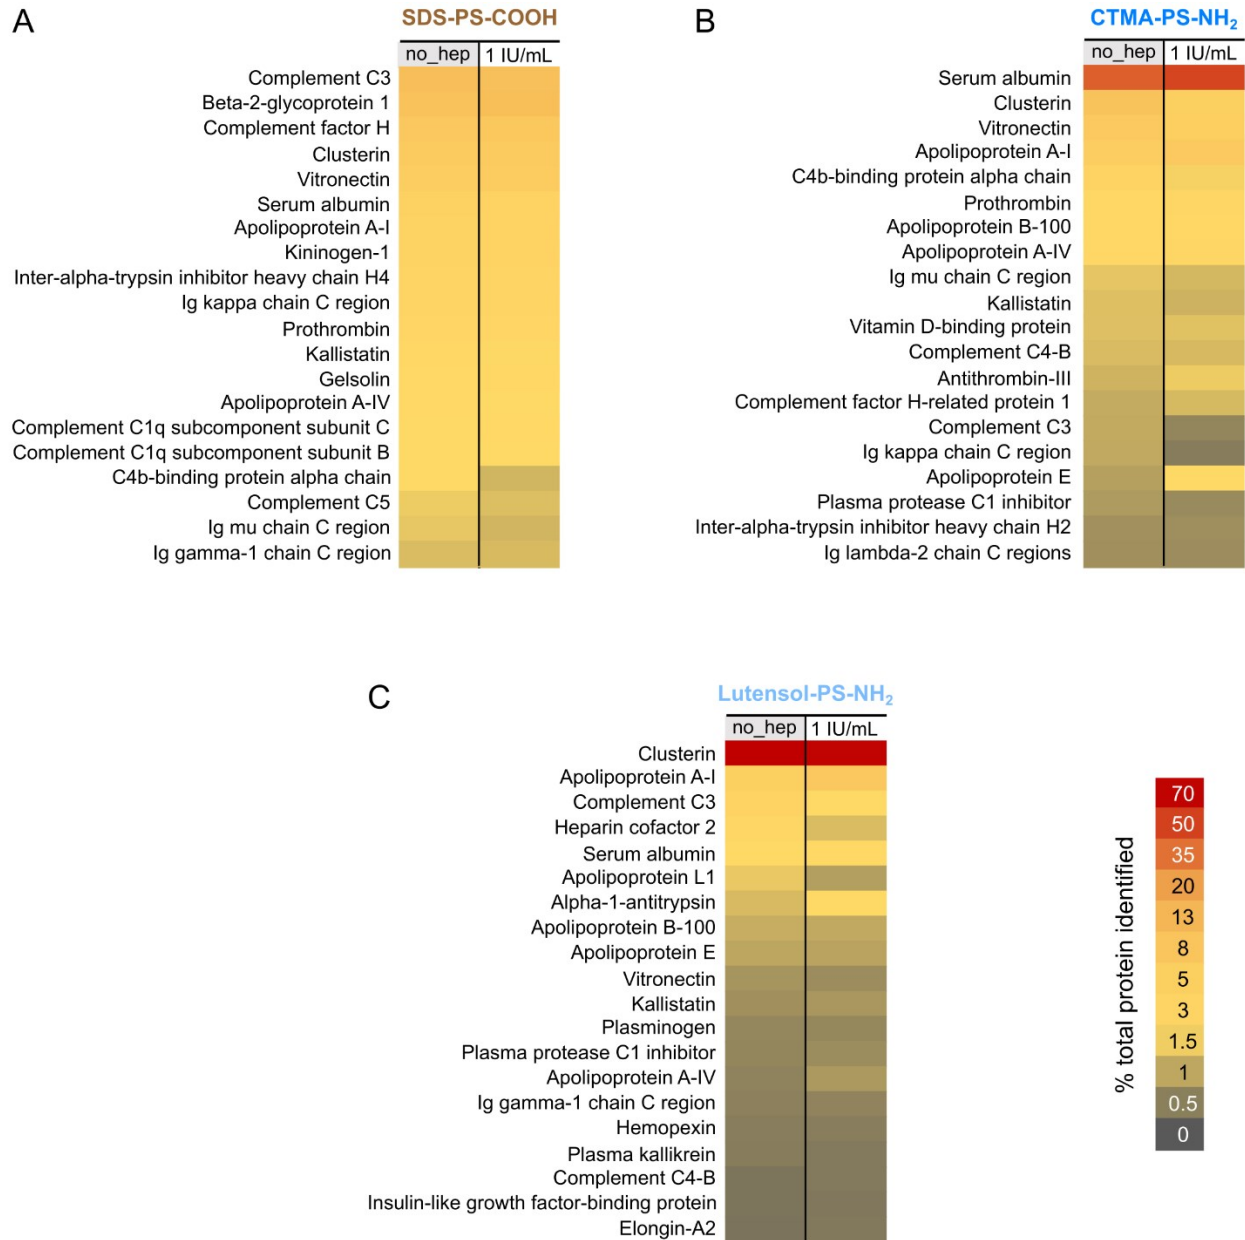 A
SDS-PS-COOH
no_hep 1 IU/mL
Complement C3
Beta-2-glycoprotein 1
Complement factor H
Clusterin
Vitronectin
Serum albumin
Apolipoprotein A-I
Kininogen-1
Inter-alpha-trypsin inhibitor heavy chain H4
Ig kappa chain C region
Prothrombin
Kallistatin
Gelsolin
Apolipoprotein A-IV
Complement C1q subcomponent subunit C
Complement C1q subcomponent subunit B
C4b-binding protein alpha chain
Complement C5
Ig mu chain C region
Ig gamma-1 chain C region
B
CTMA-PS-NH₂
no_hep 1 IU/mL
Serum albumin
Clusterin
Vitronectin
Apolipoprotein A-I
C4b-binding protein alpha chain
Prothrombin
Apolipoprotein B-100
Apolipoprotein A-IV
Ig mu chain C region
Kallistatin
Vitamin D-binding protein
Complement C4-B
Antithrombin-III
Complement factor H-related protein 1
Complement C3
Ig kappa chain C region
Apolipoprotein E
Plasma protease C1 inhibitor
Inter-alpha-trypsin inhibitor heavy chain H2
Ig lambda-2 chain C regions
C
Lutensol-PS-NH₂
no_hep 1 IU/mL
Clusterin
Apolipoprotein A-I
Complement C3
Heparin cofactor 2
Serum albumin
Apolipoprotein L1
Alpha-1-antitrypsin
Apolipoprotein B-100
Apolipoprotein E
Vitronectin
Kallistatin
Plasminogen
Plasma protease C1 inhibitor
Apolipoprotein A-IV
Ig gamma-1 chain C region
Hemopexin
Plasma kallikrein
Complement C4-B
Insulin-like growth factor-binding protein
Elongin-A2
% total protein identified
70
50
35
20
13
8
5
3
1.5
1
0.5
0